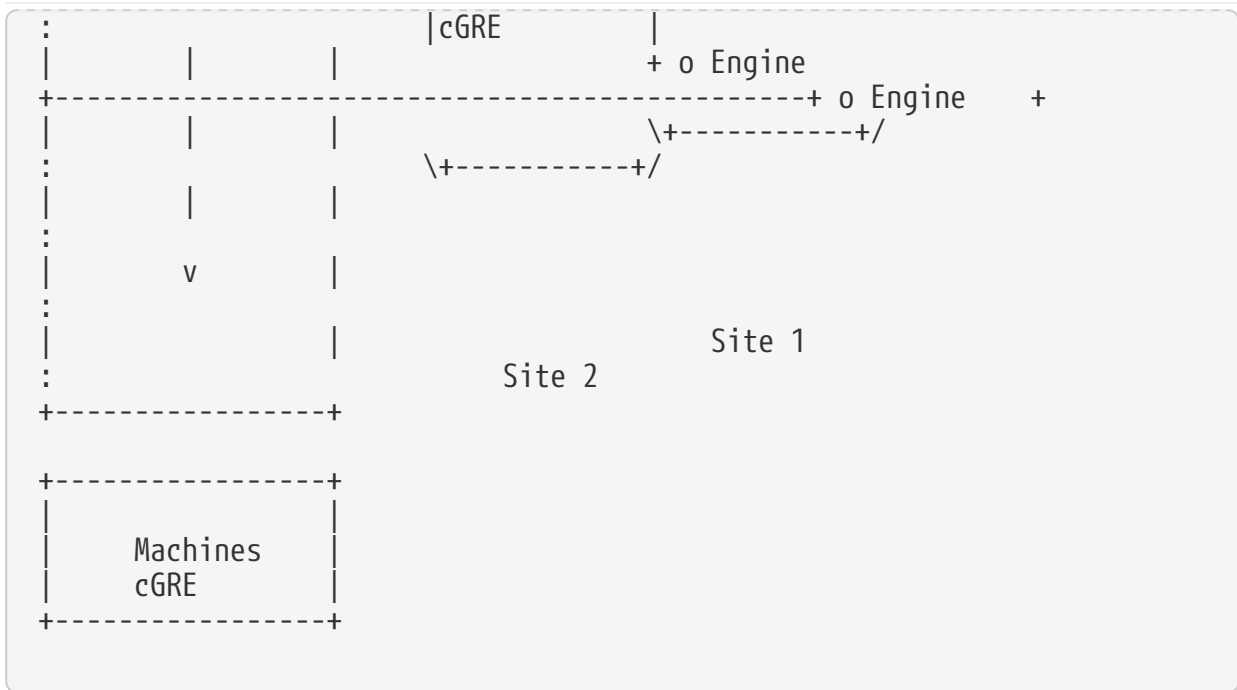 :                       |cGRE         |
|        |        |                   + o Engine
+-----------------------------------------------+ o Engine    +
|        |        |                   \+-----------+/
:                       \+-----------+/
|        |        |
:
|        v        |
:
|                 |                       Site 1
:                            Site 2
+-----------------+

+-----------------+
|                 |
|     Machines    |
|     cGRE        |
+-----------------+